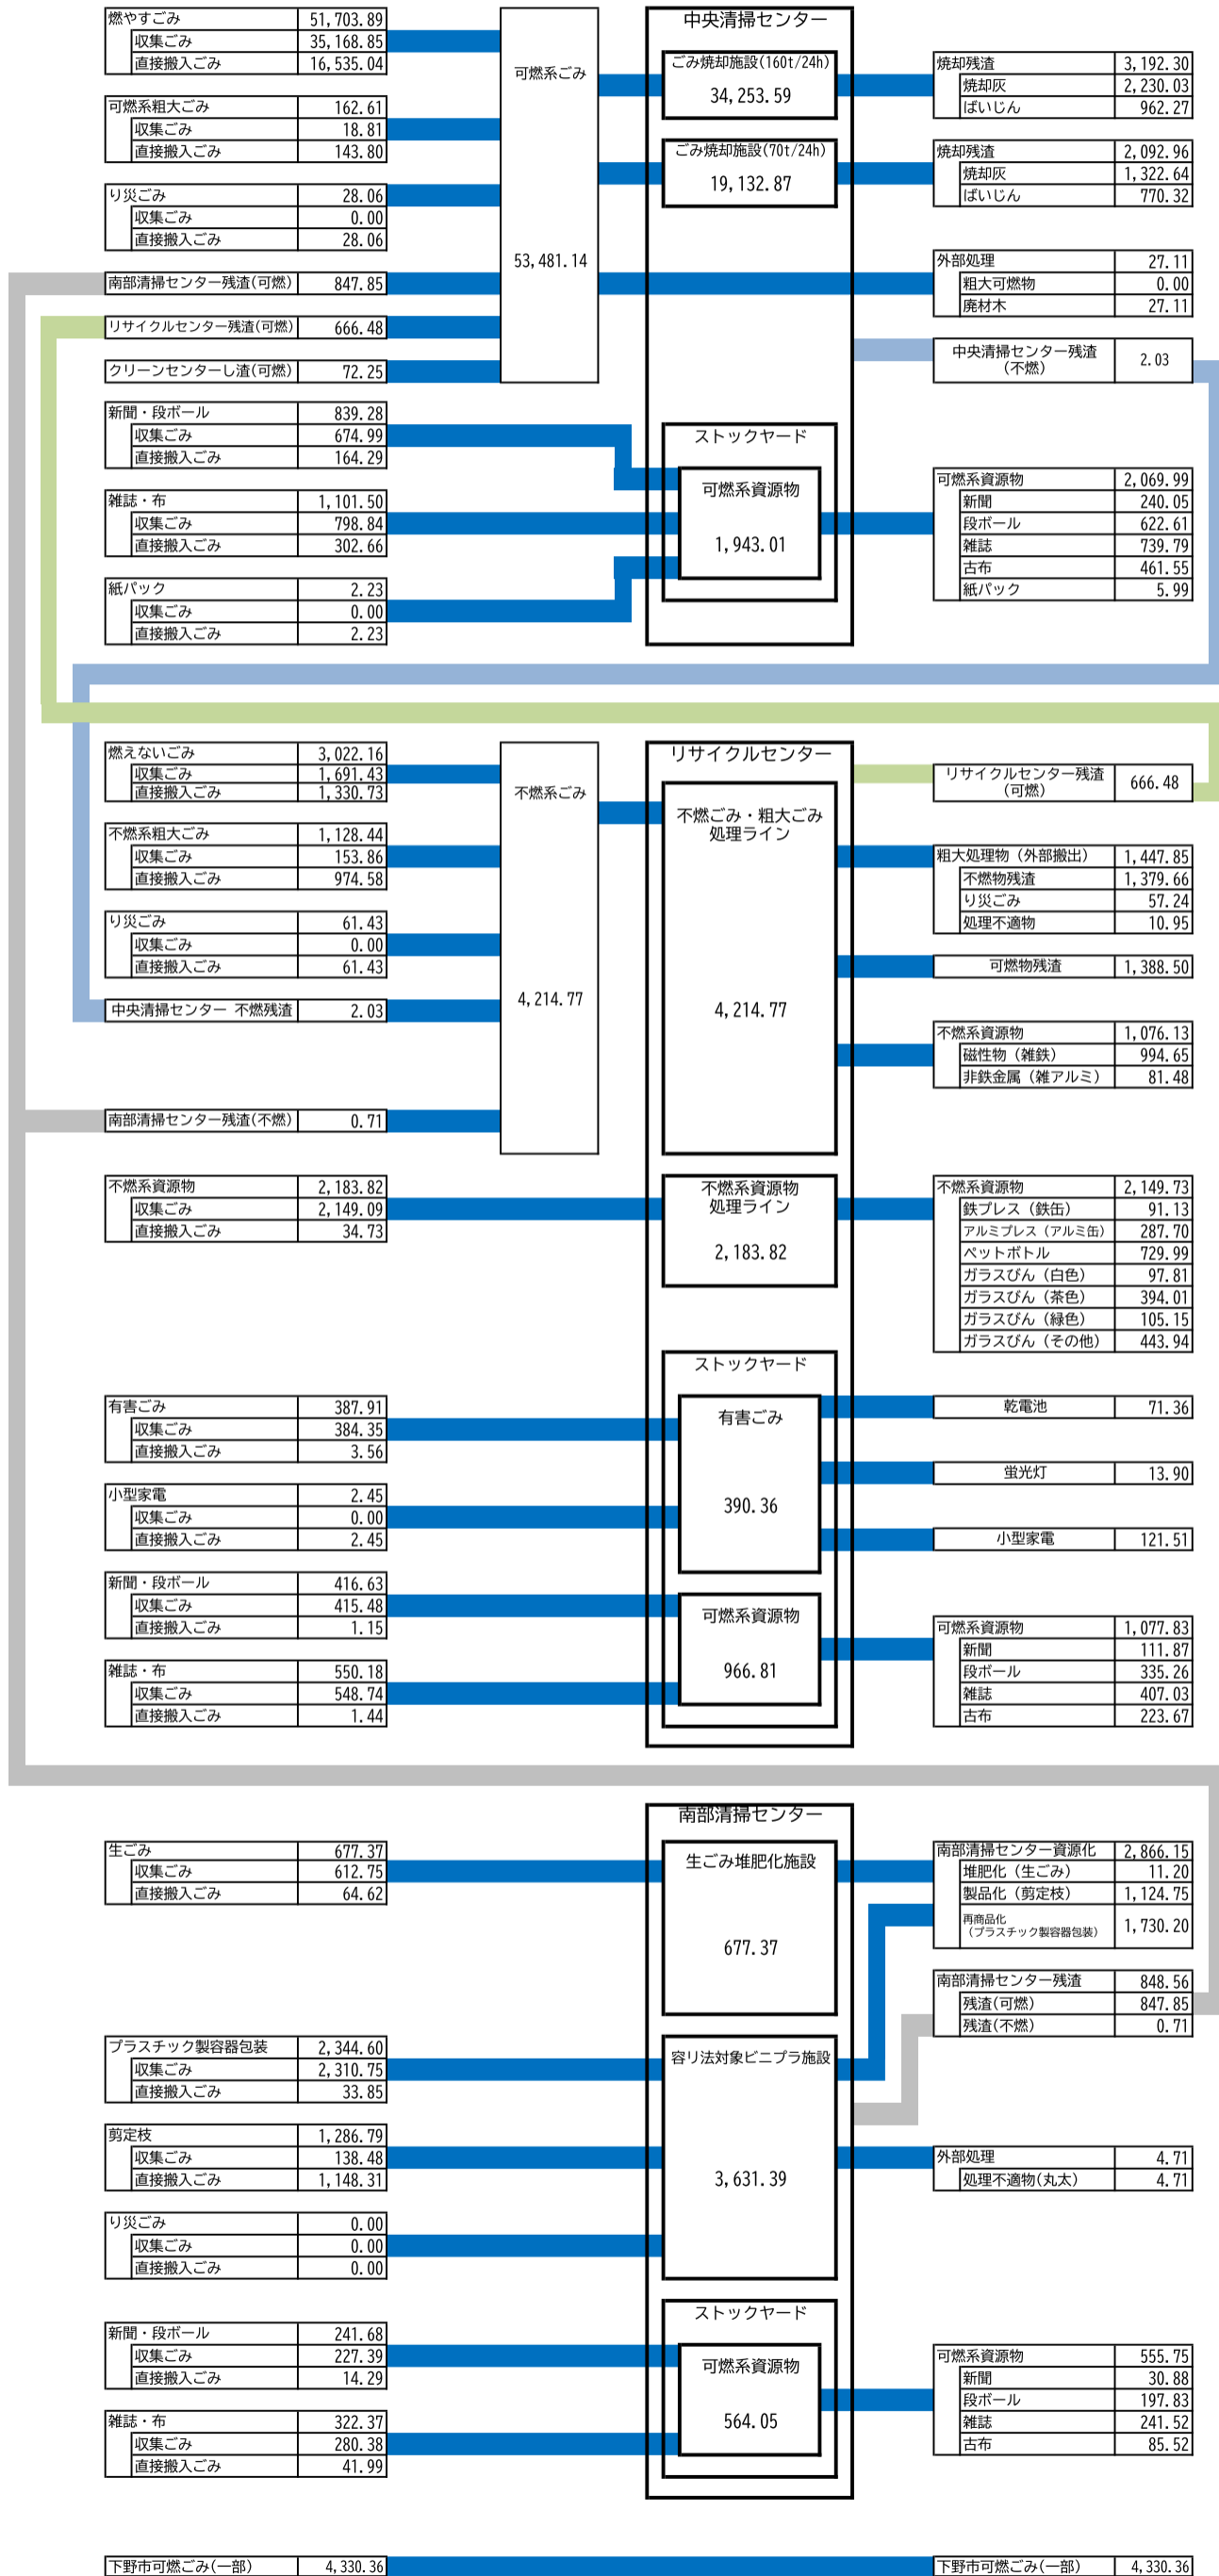 中央清掃センター
燃やすごみ 51,703.89
収集ごみ 35,168.85
直接搬入ごみ 16,535.04
可燃系粗大ごみ 162.61
収集ごみ 18.81
直接搬入ごみ 143.80
り災ごみ 28.06
収集ごみ 0.00
直接搬入ごみ 28.06
南部清掃センター残渣(可燃) 847.85
リサイクルセンター残渣(可燃) 666.48
クリーンセンターし渣(可燃) 72.25
可燃系ごみ
53,481.14
ごみ焼却施設(160t/24h)
34,253.59
ごみ焼却施設(70t/24h)
19,132.87
焼却残渣 3,192.30
焼却灰 2,230.03
ばいじん 962.27
焼却残渣 2,092.96
焼却灰 1,322.64
ばいじん 770.32
外部処理 27.11
粗大可燃物 0.00
廃材木 27.11
中央清掃センター残渣
(不燃)
2.03
新聞・段ボール 839.28
収集ごみ 674.99
直接搬入ごみ 164.29
雑誌・布 1,101.50
収集ごみ 798.84
直接搬入ごみ 302.66
紙パック 2.23
収集ごみ 0.00
直接搬入ごみ 2.23
ストックヤード
可燃系資源物
1,943.01
可燃系資源物 2,069.99
新聞 240.05
段ボール 622.61
雑誌 739.79
古布 461.55
紙パック 5.99
リサイクルセンター
燃えないごみ 3,022.16
収集ごみ 1,691.43
直接搬入ごみ 1,330.73
不燃系粗大ごみ 1,128.44
収集ごみ 153.86
直接搬入ごみ 974.58
り災ごみ 61.43
収集ごみ 0.00
直接搬入ごみ 61.43
中央清掃センター 不燃残渣 2.03
南部清掃センター残渣(不燃) 0.71
不燃系ごみ
4,214.77
不燃ごみ・粗大ごみ
処理ライン
4,214.77
リサイクルセンター残渣
(可燃)
666.48
粗大処理物（外部搬出） 1,447.85
不燃物残渣 1,379.66
り災ごみ 57.24
処理不適物 10.95
可燃物残渣 1,388.50
不燃系資源物 1,076.13
磁性物（雑鉄） 994.65
非鉄金属（雑アルミ） 81.48
不燃系資源物 2,183.82
収集ごみ 2,149.09
直接搬入ごみ 34.73
不燃系資源物
処理ライン
2,183.82
不燃系資源物 2,149.73
鉄プレス（鉄缶） 91.13
アルミプレス（アルミ缶） 287.70
ペットボトル 729.99
ガラスびん（白色） 97.81
ガラスびん（茶色） 394.01
ガラスびん（緑色） 105.15
ガラスびん（その他） 443.94
有害ごみ 387.91
収集ごみ 384.35
直接搬入ごみ 3.56
小型家電 2.45
収集ごみ 0.00
直接搬入ごみ 2.45
新聞・段ボール 416.63
収集ごみ 415.48
直接搬入ごみ 1.15
雑誌・布 550.18
収集ごみ 548.74
直接搬入ごみ 1.44
ストックヤード
有害ごみ
390.36
可燃系資源物
966.81
乾電池 71.36
蛍光灯 13.90
小型家電 121.51
可燃系資源物 1,077.83
新聞 111.87
段ボール 335.26
雑誌 407.03
古布 223.67
南部清掃センター
生ごみ 677.37
収集ごみ 612.75
直接搬入ごみ 64.62
生ごみ堆肥化施設
677.37
南部清掃センター資源化 2,866.15
堆肥化（生ごみ） 11.20
製品化（剪定枝） 1,124.75
再商品化
（プラスチック製容器包装）
1,730.20
南部清掃センター残渣 848.56
残渣(可燃) 847.85
残渣(不燃) 0.71
プラスチック製容器包装 2,344.60
収集ごみ 2,310.75
直接搬入ごみ 33.85
剪定枝 1,286.79
収集ごみ 138.48
直接搬入ごみ 1,148.31
り災ごみ 0.00
収集ごみ 0.00
直接搬入ごみ 0.00
容リ法対象ビニプラ施設
3,631.39
外部処理 4.71
処理不適物(丸太) 4.71
新聞・段ボール 241.68
収集ごみ 227.39
直接搬入ごみ 14.29
雑誌・布 322.37
収集ごみ 280.38
直接搬入ごみ 41.99
ストックヤード
可燃系資源物
564.05
可燃系資源物 555.75
新聞 30.88
段ボール 197.83
雑誌 241.52
古布 85.52
下野市可燃ごみ(一部) 4,330.36
下野市可燃ごみ(一部) 4,330.36